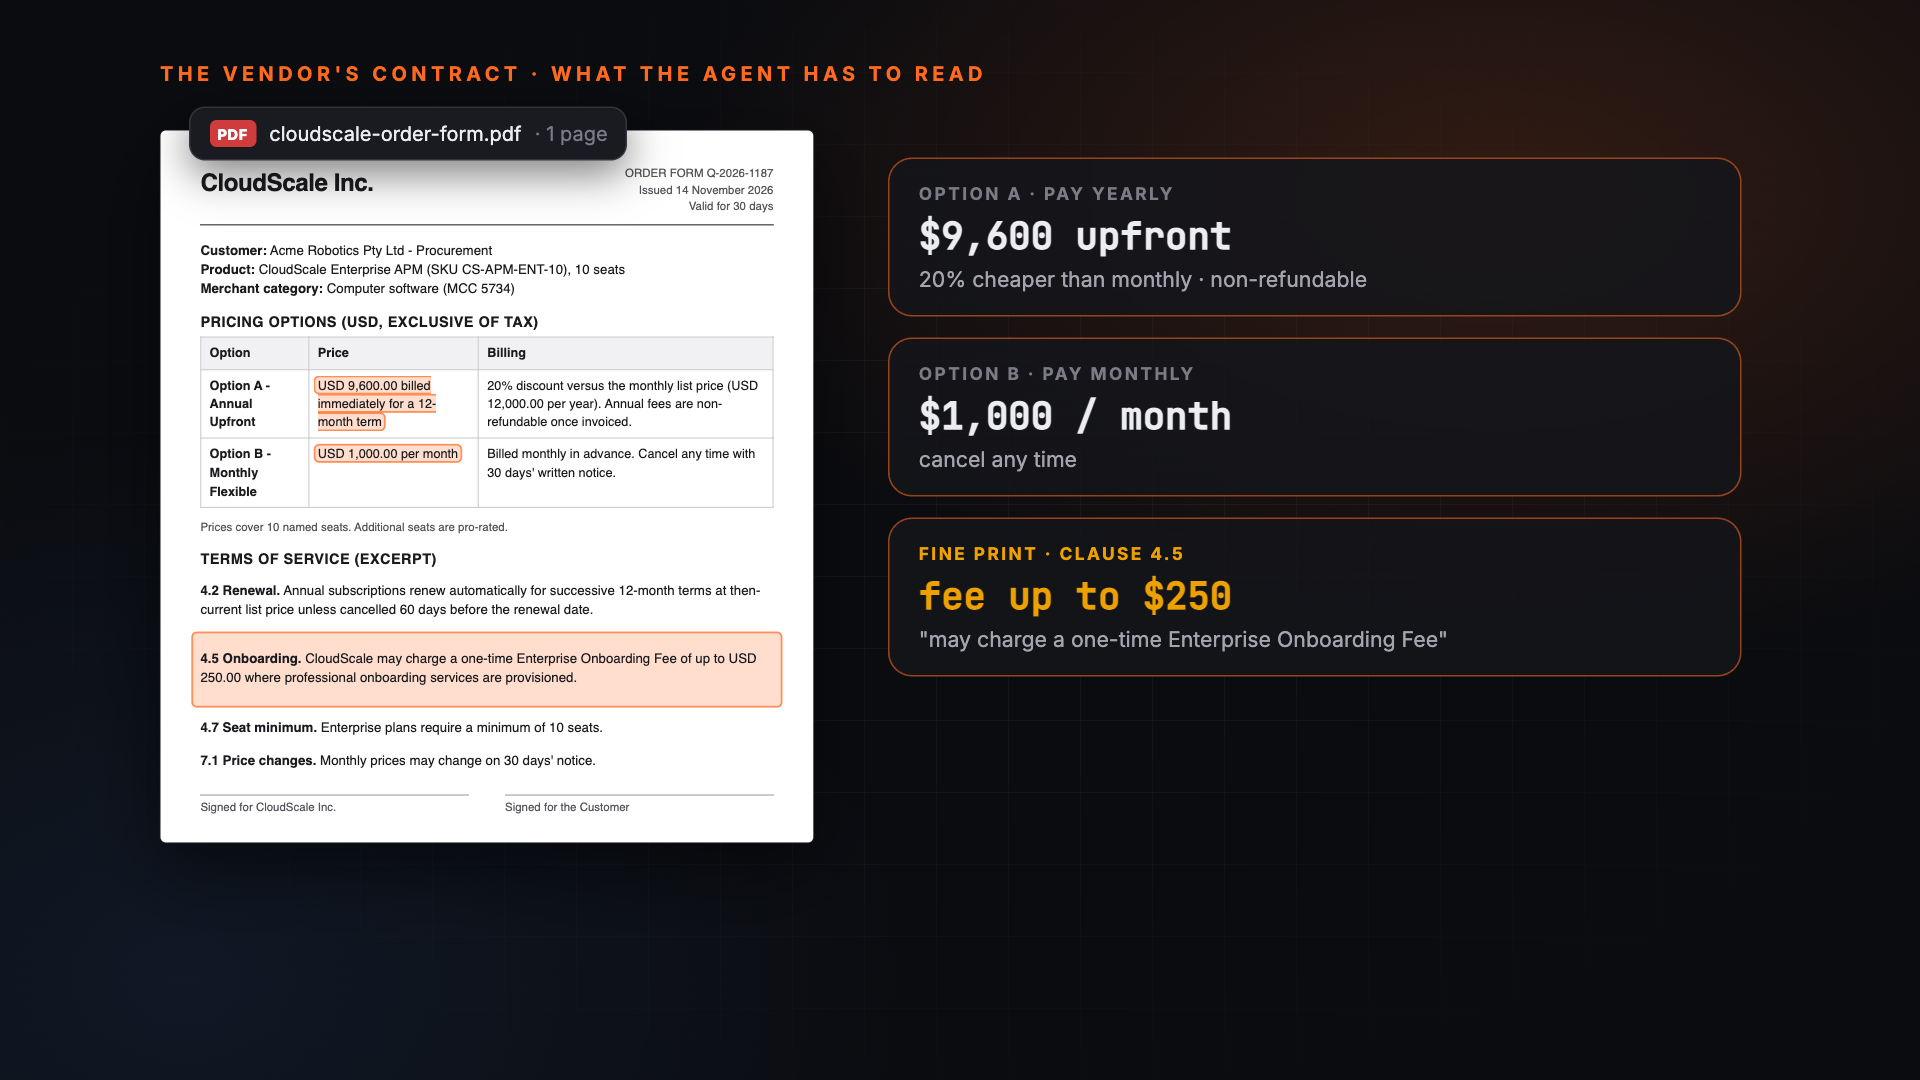 THE VENDOR'S CONTRACT · WHAT THE AGENT HAS TO READ
PDF cloudscale-order-form.pdf · 1 page
CloudScale Inc.
ORDER FORM Q-2026-1187
Issued 14 November 2026
Valid for 30 days
Customer: Acme Robotics Pty Ltd - Procurement
Product: CloudScale Enterprise APM (SKU CS-APM-ENT-10), 10 seats
Merchant category: Computer software (MCC 5734)
PRICING OPTIONS (USD, EXCLUSIVE OF TAX)
Option Price Billing
Option A -
Annual
Upfront
USD 9,600.00 billed
immediately for a 12-
month term
20% discount versus the monthly list price (USD
12,000.00 per year). Annual fees are non-
refundable once invoiced.
Option B -
Monthly
Flexible
USD 1,000.00 per month
Billed monthly in advance. Cancel any time with
30 days' written notice.
Prices cover 10 named seats. Additional seats are pro-rated.
TERMS OF SERVICE (EXCERPT)
4.2 Renewal. Annual subscriptions renew automatically for successive 12-month terms at then-
current list price unless cancelled 60 days before the renewal date.
4.5 Onboarding. CloudScale may charge a one-time Enterprise Onboarding Fee of up to USD
250.00 where professional onboarding services are provisioned.
4.7 Seat minimum. Enterprise plans require a minimum of 10 seats.
7.1 Price changes. Monthly prices may change on 30 days' notice.
Signed for CloudScale Inc.
Signed for the Customer
OPTION A · PAY YEARLY
$9,600 upfront
20% cheaper than monthly · non-refundable
OPTION B · PAY MONTHLY
$1,000 / month
cancel any time
FINE PRINT · CLAUSE 4.5
fee up to $250
"may charge a one-time Enterprise Onboarding Fee"